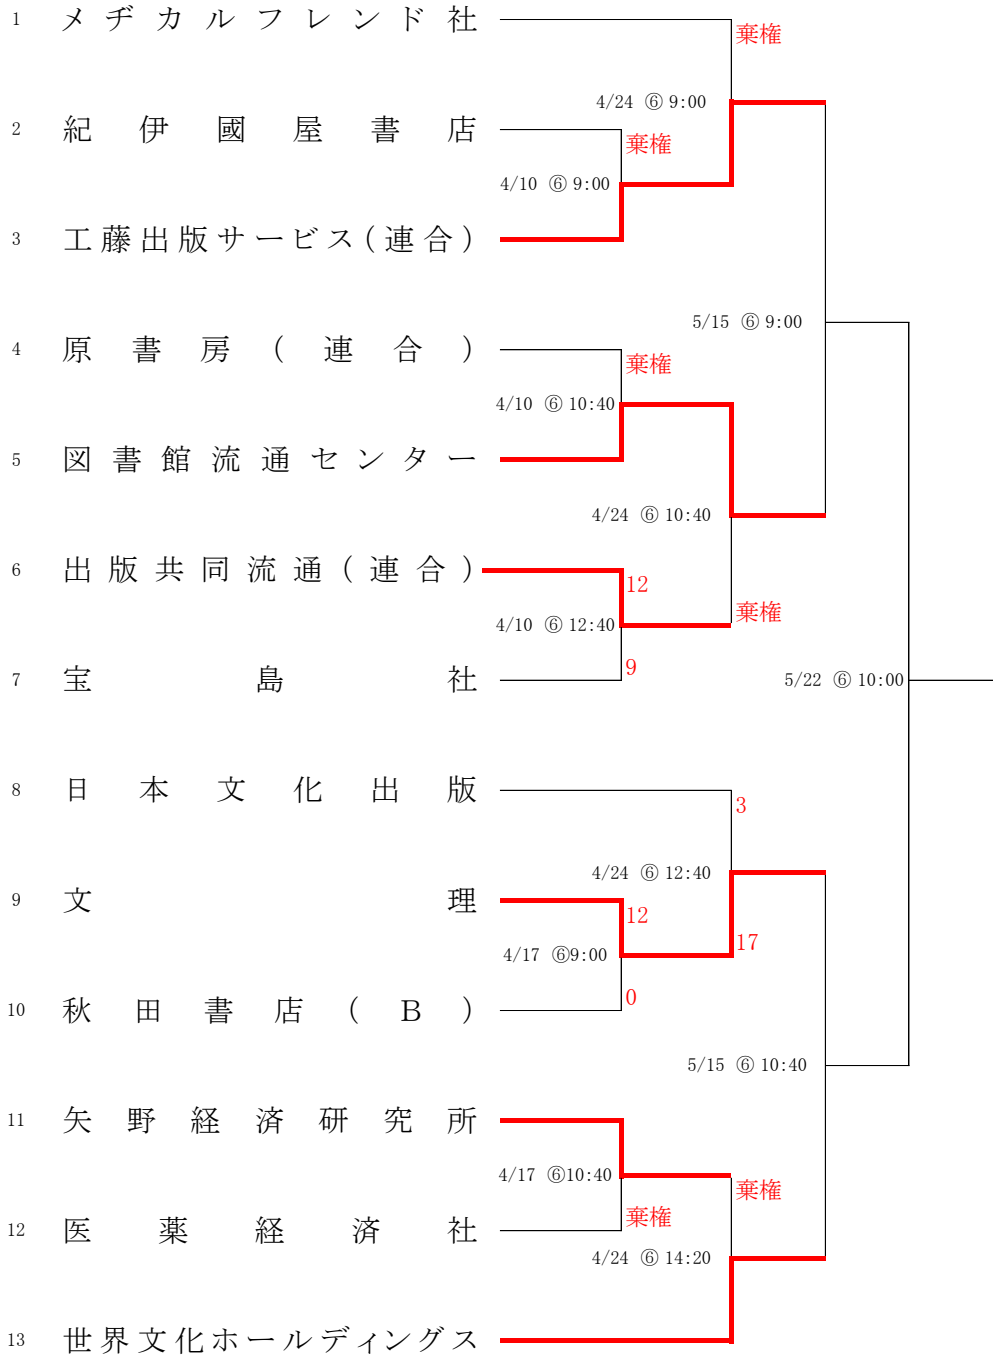 1 メヂカルフレンド社
棄権
4/24 ⑥ 9:00
2 紀伊國屋書店
棄権
4/10 ⑥ 9:00
3 工藤出版サービス(連合)
5/15 ⑥ 9:00
4 原書房(連合)
棄権
4/10 ⑥ 10:40
5 図書館流通センター
4/24 ⑥ 10:40
6 出版共同流通(連合)
12
棄権
4/10 ⑥ 12:40
9
7 宝島社
5/22 ⑥ 10:00
8 日本文化出版
3
4/24 ⑥ 12:40
9 文理
12
17
4/17 ⑥9:00
0
10 秋田書店(B)
5/15 ⑥ 10:40
11 矢野経済研究所
4/17 ⑥10:40
棄権
棄権
12 医薬経済社
4/24 ⑥ 14:20
13 世界文化ホールディングス